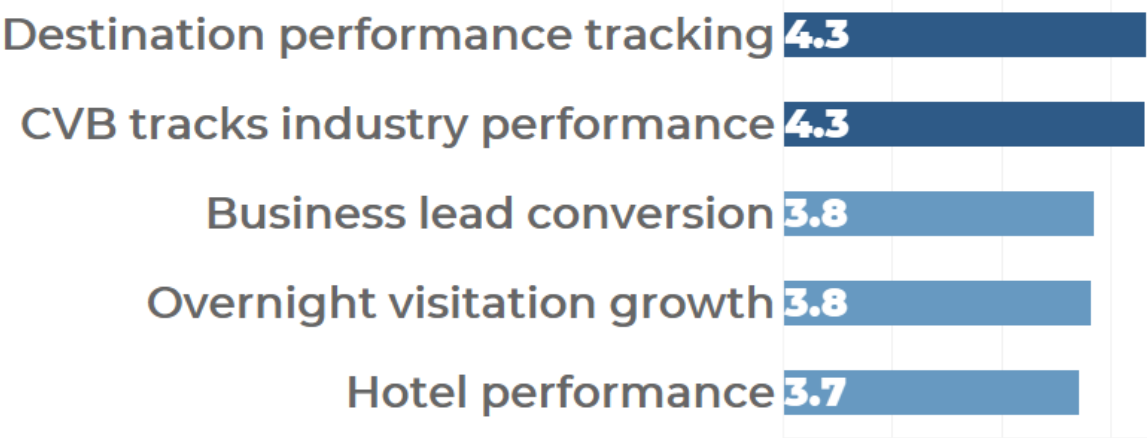 Destination performance tracking 4.3
CVB tracks industry performance 4.3
Business lead conversion 3.8
Overnight visitation growth 3.8
Hotel performance 3.7